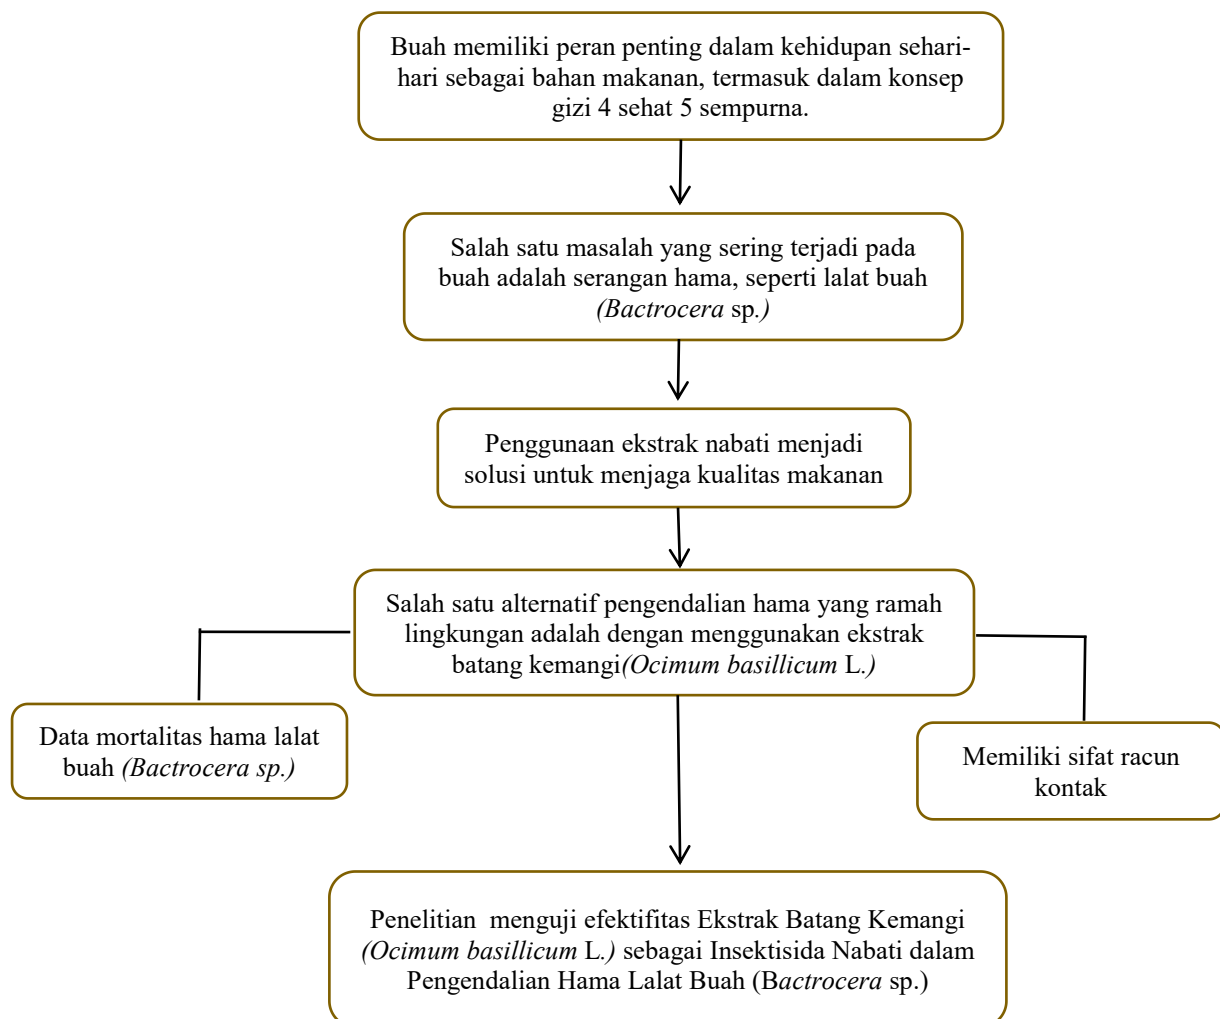 Buah memiliki peran penting dalam kehidupan sehari-
hari sebagai bahan makanan, termasuk dalam konsep
gizi 4 sehat 5 sempurna.
Salah satu masalah yang sering terjadi pada
buah adalah serangan hama, seperti lalat buah
(Bactrocera sp.)
Penggunaan ekstrak nabati menjadi
solusi untuk menjaga kualitas makanan
Salah satu alternatif pengendalian hama yang ramah
lingkungan adalah dengan menggunakan ekstrak
batang kemangi(Ocimum basillicum L.)
Data mortalitas hama lalat
buah (Bactrocera sp.)
Memiliki sifat racun
kontak
Penelitian menguji efektifitas Ekstrak Batang Kemangi
(Ocimum basillicum L.) sebagai Insektisida Nabati dalam
Pengendalian Hama Lalat Buah (Bactrocera sp.)